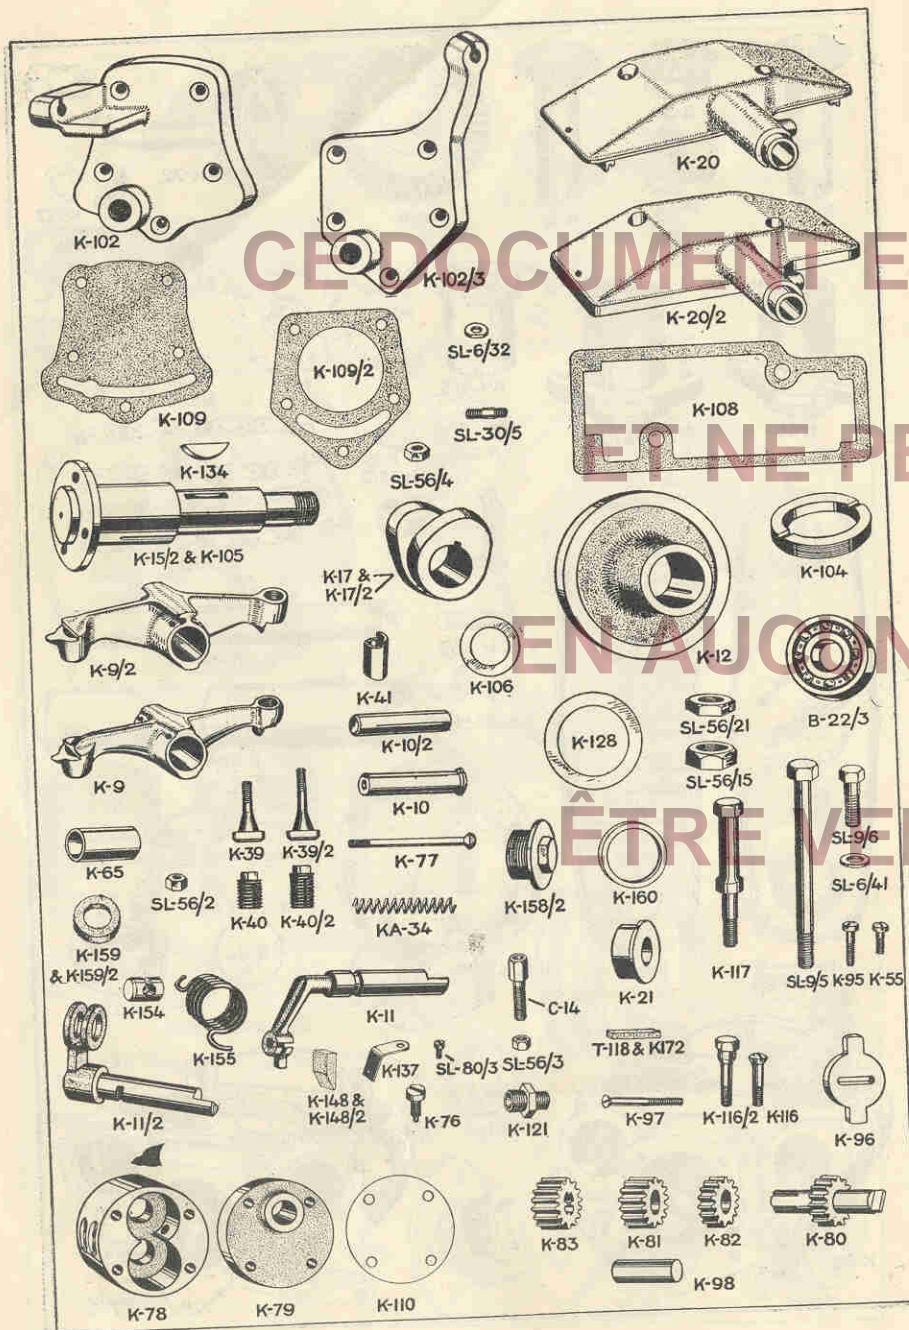 K-102
K-102/3
K-20
K-20/2
CE DOCUMENT E
K-109
K-109/2
SL-6/32
SL-30/5
K-108
K-134
SL-56/4
ET NE PE
K-15/2 & K-105
K-17 &
K-17/2
K-12
K-104
K-9/2
K-41
K-106
EN AUCUN
B-22/3
K-9
K-10/2
K-10
K-128
SL-56/21
SL-56/15
K-65
K-39
K-39/2
K-77
ÊTRE VE
SL-9/6
SL-6/41
SL-56/2
K-40
K-40/2
KA-34
K-158/2
K-160
K-117
SL-9/5
K-95
K-55
K-159
& K-159/2
K-154
K-155
K-11
C-14
K-21
K-11/2
K-148 &
K-148/2
K-137
SL-80/3
SL-56/3
T-118 & K172
K-76
K-121
K-97
K-116/2
K-116
K-96
K-78
K-79
K-110
K-83
K-81
K-82
K-80
K-98